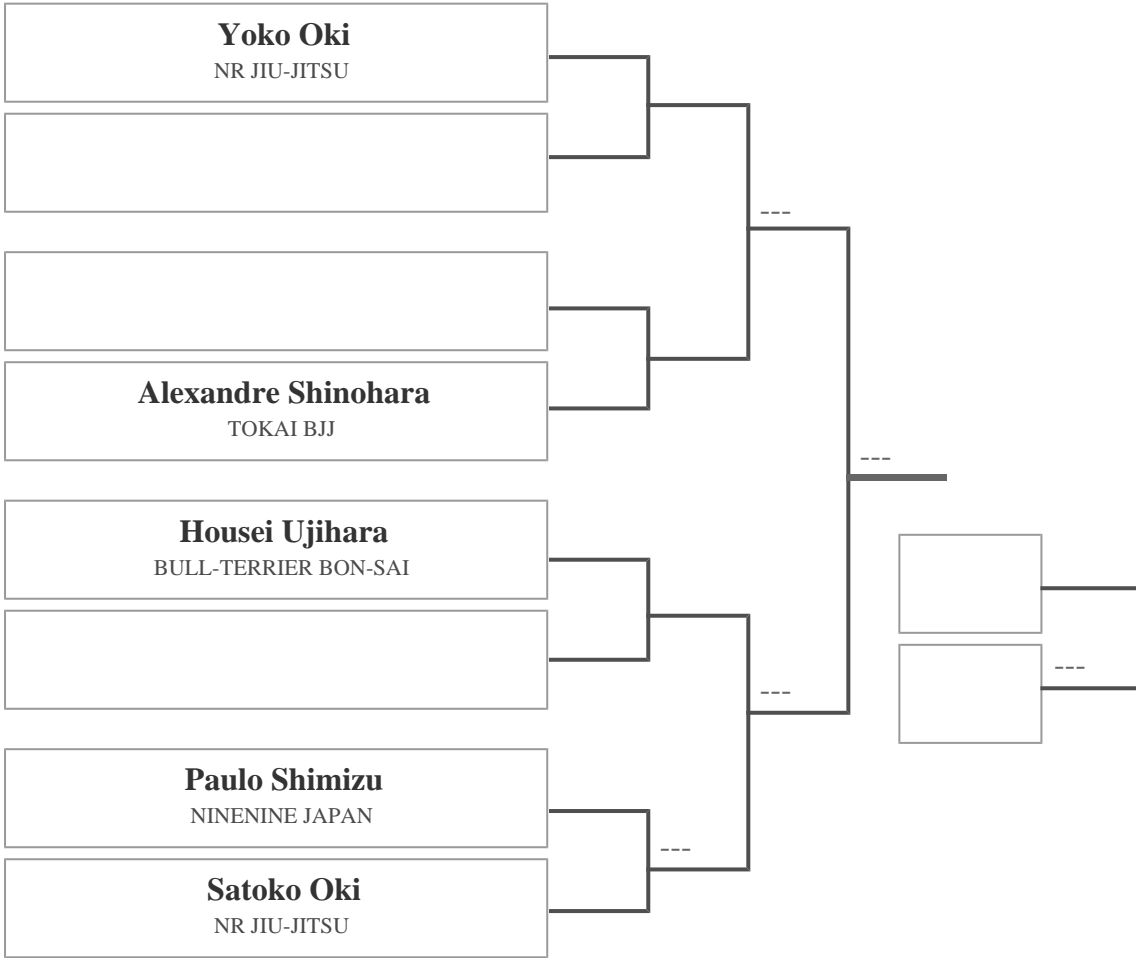 Yoko Oki
NR JIU-JITSU
---
Alexandre Shinohara
TOKAI BJJ
---
Housei Ujihara
BULL-TERRIER BON-SAI
---
---
Paulo Shimizu
NINENINE JAPAN
---
Satoko Oki
NR JIU-JITSU